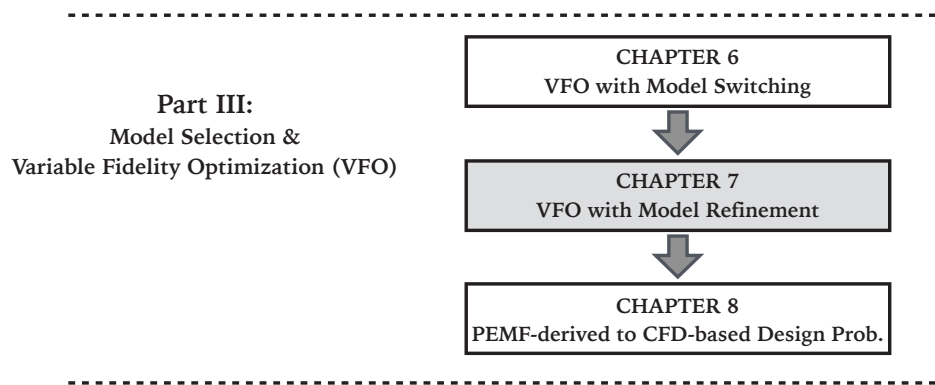 CHAPTER 6
VFO with Model Switching
Part III:
Model Selection &
Variable Fidelity Optimization (VFO)
CHAPTER 7
VFO with Model Refinement
CHAPTER 8
PEMF-derived to CFD-based Design Prob.